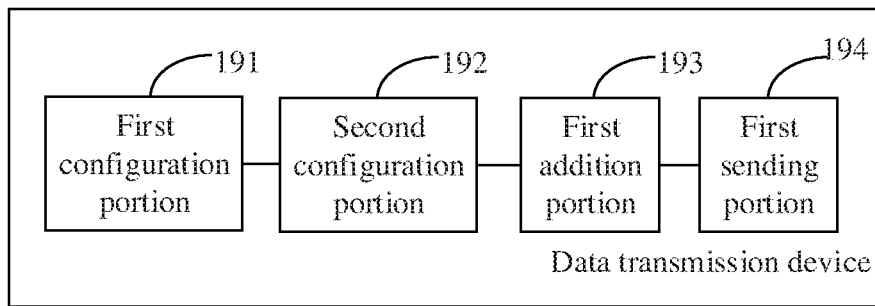 191
192
193
194
First
configuration
portion
Second
configuration
portion
First
addition
portion
First
sending
portion
Data transmission device